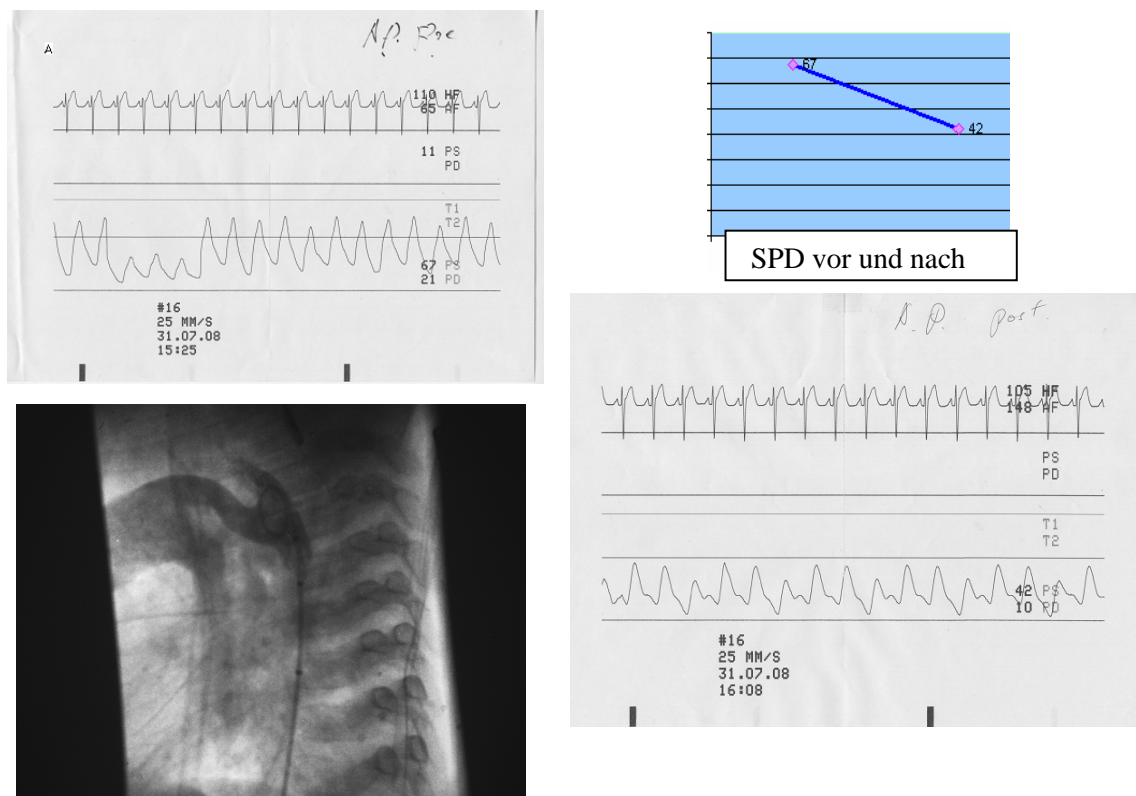 A
A.P. Pre
110 HF
65 AF
11 PS
PD
T1
T2
67 PS
21 PD
#16
25 MM/S
31.07.08
15:25
67
42
SPD vor und nach
A.P. post.
105 HF
148 AF
PS
PD
T1
T2
42 PS
10 PD
#16
25 MM/S
31.07.08
16:08